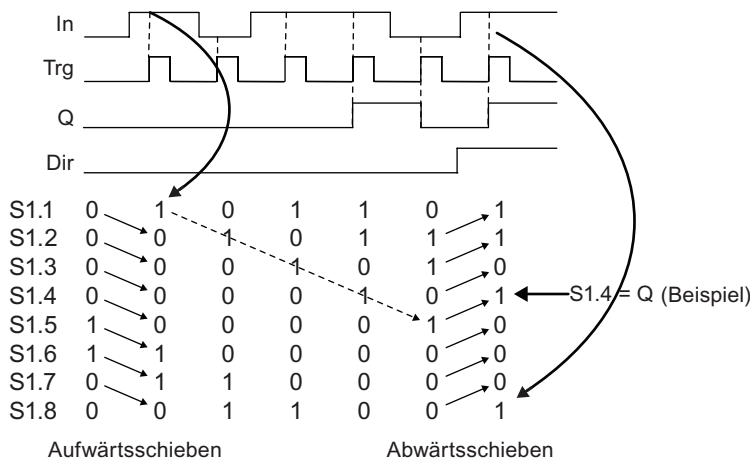 In
Trg
Q
Dir
S1.1 0 1 0 1 1 0 1
S1.2 0 0 1 0 1 1 1
S1.3 0 0 0 1 0 1 0
S1.4 0 0 0 0 1 0 1 S1.4 = Q (Beispiel)
S1.5 1 0 0 0 0 1 0
S1.6 1 1 0 0 0 0 0
S1.7 0 1 1 0 0 0 0
S1.8 0 0 1 1 0 0 1
Aufwärtsschieben Abwärtsschieben